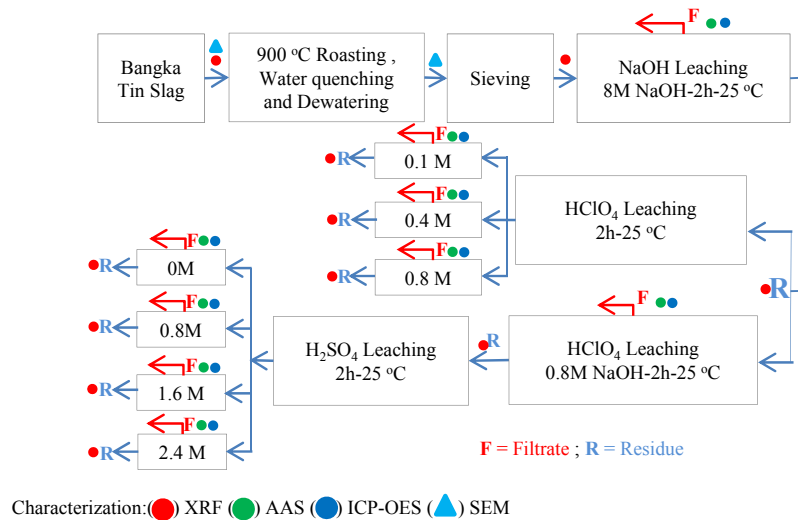 Bangka
Tin Slag
900 °C Roasting ,
Water quenching
and Dewatering
Sieving
F
NaOH Leaching
8M NaOH-2h-25 °C
F
R
0.1 M
F
R
0.4 M
F
R
0.8 M
HClO₄ Leaching
2h-25 °C
R
F
HClO₄ Leaching
0.8M NaOH-2h-25 °C
R
H₂SO₄ Leaching
2h-25 °C
F
R
0M
F
R
0.8M
F
R
1.6 M
F
R
2.4 M
F = Filtrate ; R = Residue
Characterization:( ) XRF ( ) AAS ( ) ICP-OES ( ) SEM